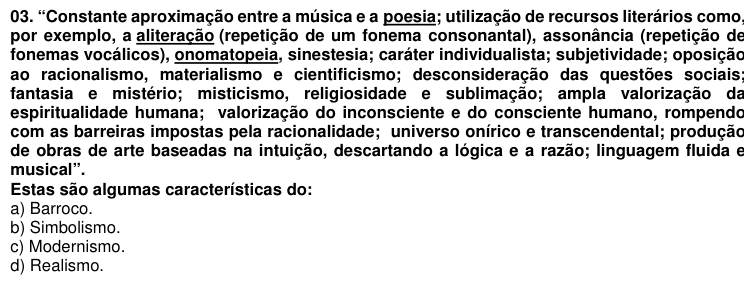 03. “Constante aproximação entre a música e a poesia; utilização de recursos literários como,
por exemplo, a aliteração (repetição de um fonema consonantal), assonância (repetição de
fonemas vocálicos), onomatopeia, sinestesia; caráter individualista; subjetividade; oposição
ao racionalismo, materialismo e cientificismo; desconsideração das questões sociais;
fantasia e mistério; misticismo, religiosidade e sublimação; ampla valorização da
espiritualidade humana; valorização do inconsciente e do consciente humano, rompendo
com as barreiras impostas pela racionalidade; universo onírico e transcendental; produção
de obras de arte baseadas na intuição, descartando a lógica e a razão; linguagem fluida e
musical”.
Estas são algumas características do:
a) Barroco.
b) Simbolismo.
c) Modernismo.
d) Realismo.